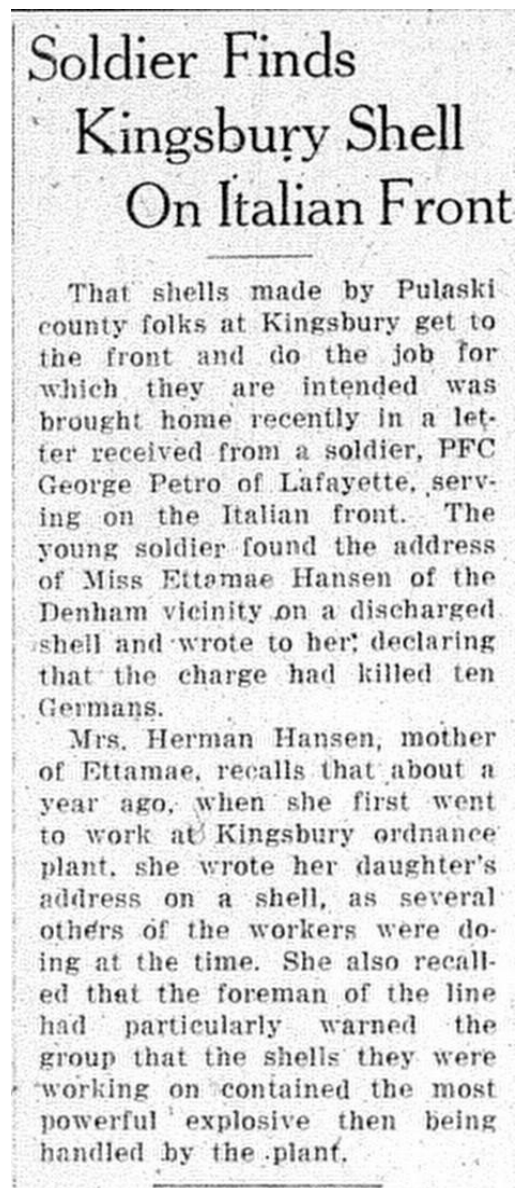 Soldier Finds
Kingsbury Shell
On Italian Front
That shells made by Pulaski
county folks at Kingsbury get to
the front and do the job for
which they are intended was
brought home recently in a let-
ter received from a soldier, PFC
George Petro of Lafayette, serv-
ing on the Italian front. The
young soldier found the address
of Miss Ettamae Hansen of the
Denham vicinity on a discharged
shell and wrote to her, declaring
that the charge had killed ten
Germans.
Mrs. Herman Hansen, mother
of Ettamae, recalls that about a
year ago, when she first went
to work at Kingsbury ordnance
plant, she wrote her daughter's
address on a shell, as several
others of the workers were do-
ing at the time. She also recall-
ed that the foreman of the line
had particularly warned the
group that the shells they were
working on contained the most
powerful explosive then being
handled by the plant.